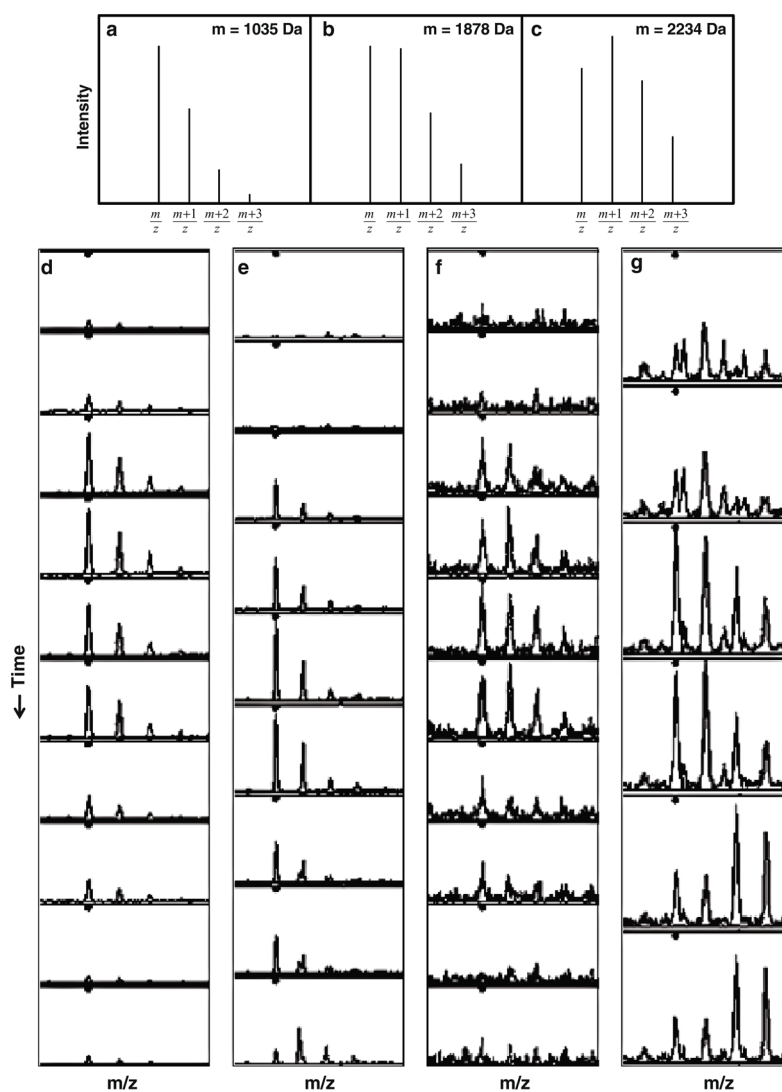 a m = 1035 Da b m = 1878 Da c m = 2234 Da
Intensity
m/z m+1/z m+2/z m+3/z m/z m+1/z m+2/z m+3/z m/z m+1/z m+2/z m+3/z
d e f g
← Time
m/z m/z m/z m/z